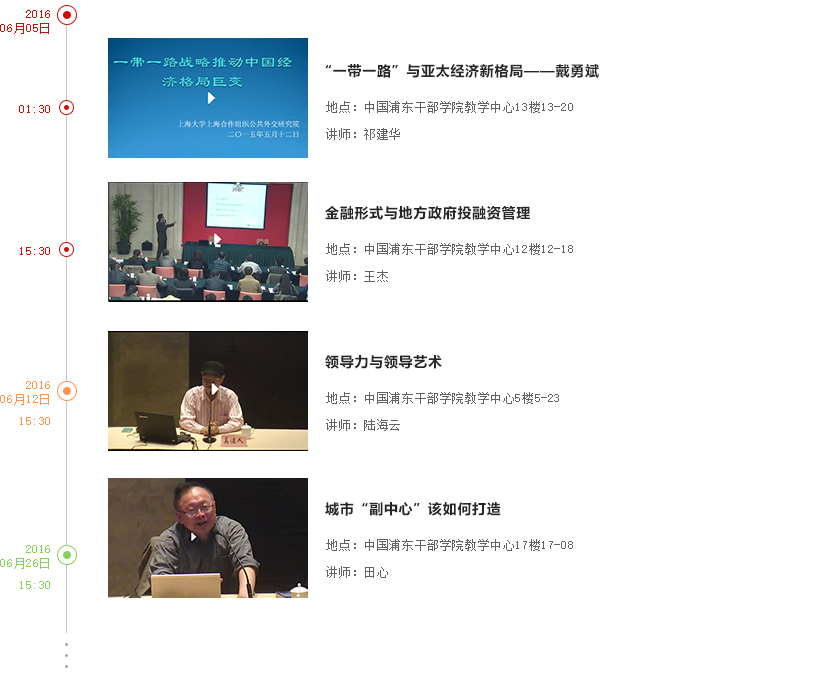 2016
06月05日
01:30
一带一路战略推动中国经
济格局巨变
上海大学上海合作组织公共外交研究院
二〇一五年五月十二日
“一带一路”与亚太经济新格局——戴勇斌
地点：中国浦东干部学院教学中心13楼13-20
讲师：祁建华
15:30
金融形式与地方政府投融资管理
地点：中国浦东干部学院教学中心12楼12-18
讲师：王杰
2016
06月12日
15:30
领导力与领导艺术
地点：中国浦东干部学院教学中心5楼5-23
讲师：陆海云
2016
06月26日
15:30
城市“副中心”该如何打造
地点：中国浦东干部学院教学中心17楼17-08
讲师：田心